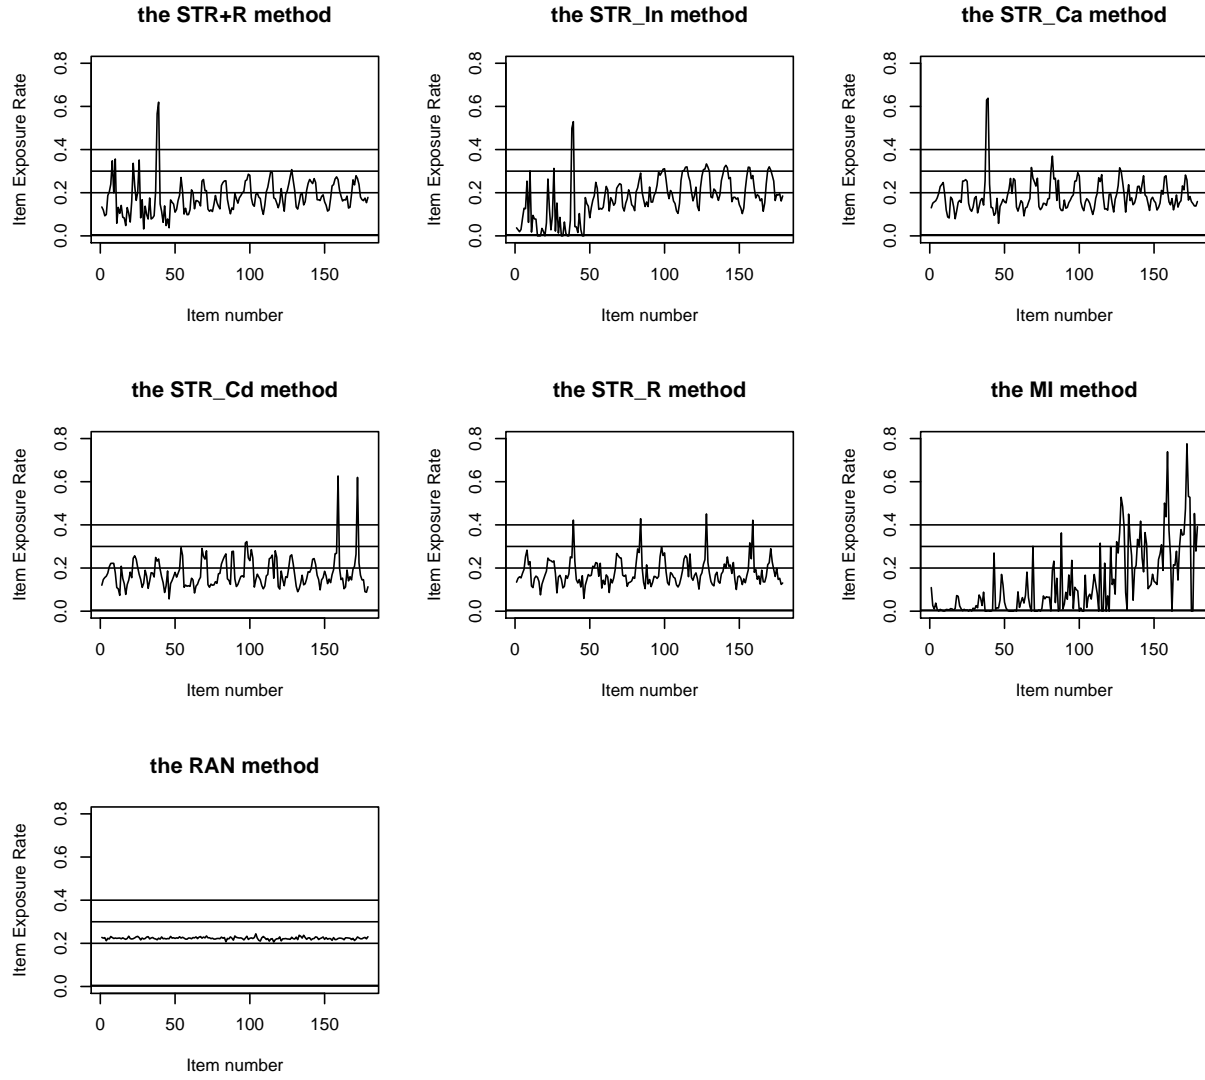 the STR+R method
Item Exposure Rate
0.8
0.6
0.4
0.2
0.0
0 50 100 150
Item number
the STR_In method
Item Exposure Rate
0.8
0.6
0.4
0.2
0.0
0 50 100 150
Item number
the STR_Ca method
Item Exposure Rate
0.8
0.6
0.4
0.2
0.0
0 50 100 150
Item number
the STR_Cd method
Item Exposure Rate
0.8
0.6
0.4
0.2
0.0
0 50 100 150
Item number
the STR_R method
Item Exposure Rate
0.8
0.6
0.4
0.2
0.0
0 50 100 150
Item number
the MI method
Item Exposure Rate
0.8
0.6
0.4
0.2
0.0
0 50 100 150
Item number
the RAN method
Item Exposure Rate
0.8
0.6
0.4
0.2
0.0
0 50 100 150
Item number